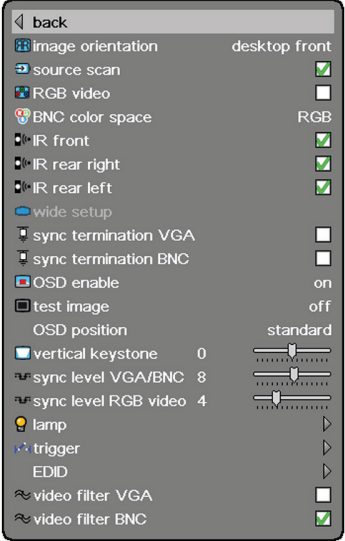 back
image orientation desktop front
source scan
RGB video
BNC color space RGB
IR front
IR rear right
IR rear left
wide setup
sync termination VGA
sync termination BNC
OSD enable on
test image off
OSD position standard
vertical keystone 0
sync level VGA/BNC 8
sync level RGB video 4
lamp
trigger
EDID
video filter VGA
video filter BNC